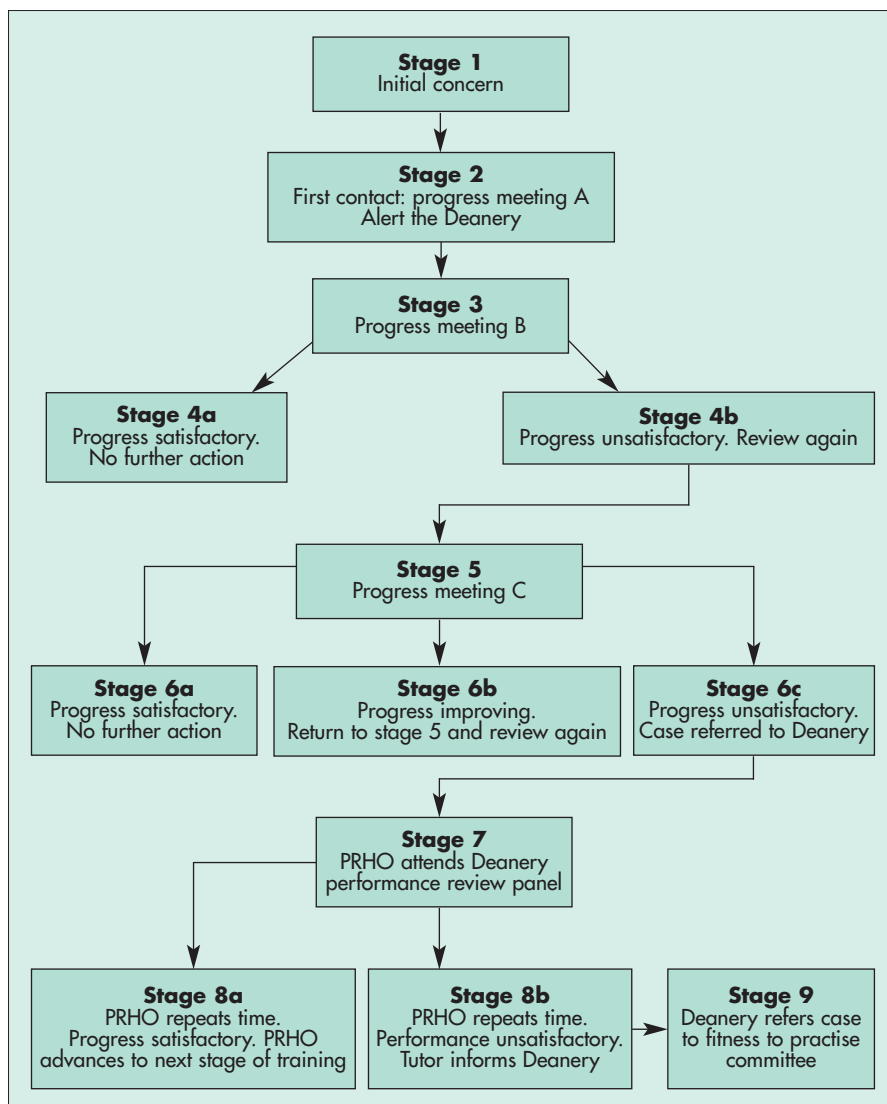 Stage 1
Initial concern
Stage 2
First contact: progress meeting A
Alert the Deanery
Stage 3
Progress meeting B
Stage 4a
Progress satisfactory.
No further action
Stage 4b
Progress unsatisfactory. Review again
Stage 5
Progress meeting C
Stage 6a
Progress satisfactory.
No further action
Stage 6b
Progress improving.
Return to stage 5 and review again
Stage 6c
Progress unsatisfactory.
Case referred to Deanery
Stage 7
PRHO attends Deanery
performance review panel
Stage 8a
PRHO repeats time.
Progress satisfactory. PRHO
advances to next stage of training
Stage 8b
PRHO repeats time.
Performance unsatisfactory.
Tutor informs Deanery
Stage 9
Deanery refers case
to fitness to practise
committee